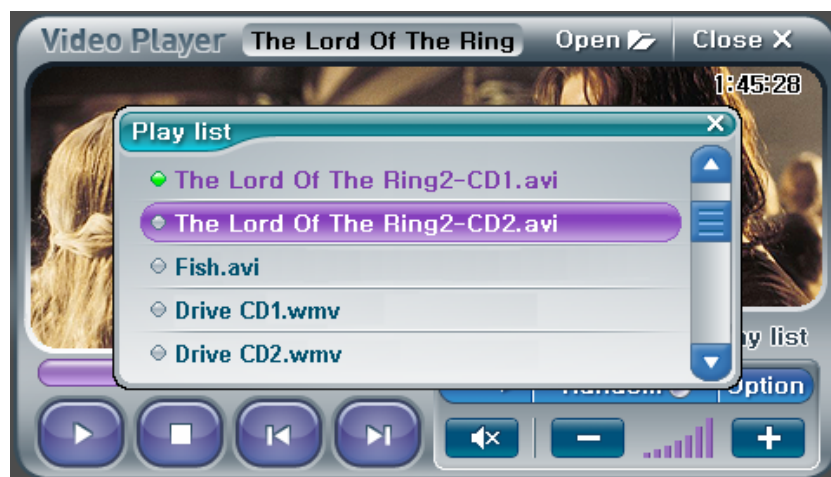 Video Player The Lord Of The Ring Open Close X
1:45:28
Play list X
The Lord Of The Ring2-CD1.avi
The Lord Of The Ring2-CD2.avi
Fish.avi
Drive CD1.wmv
Drive CD2.wmv
list
Option